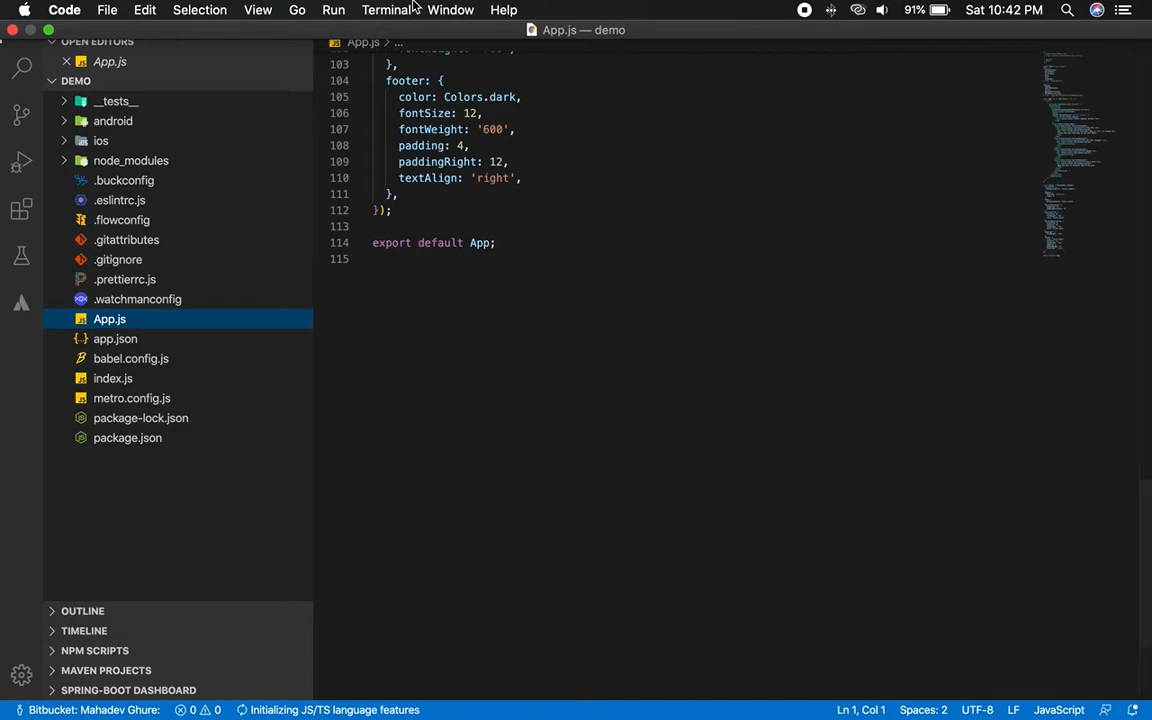 Code File Edit Selection View Go Run Terminal Window Help 91% Sat 10:42 PM
App.js — demo
OPEN EDITORS
App.js
DEMO
__tests__
android
ios
node_modules
.buckconfig
.eslintrc.js
.flowconfig
.gitattributes
.gitignore
.prettierrc.js
.watchmanconfig
App.js
app.json
babel.config.js
index.js
metro.config.js
package-lock.json
package.json
OUTLINE
TIMELINE
NPM SCRIPTS
MAVEN PROJECTS
SPRING-BOOT DASHBOARD
App.js > ...
103 },
104 footer: {
105 color: Colors.dark,
106 fontSize: 12,
107 fontWeight: '600',
108 padding: 4,
109 paddingRight: 12,
110 textAlign: 'right',
111 },
112 });
113
114 export default App;
115
Bitbucket: Mahadev Ghure: 0 0 Initializing JS/TS language features Ln 1, Col 1 Spaces: 2 UTF-8 LF JavaScript